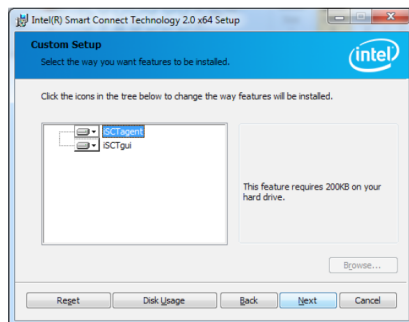 Intel(R) Smart Connect Technology 2.0 x64 Setup
Custom Setup
Select the way you want features to be installed.
intel
Click the icons in the tree below to change the way features will be installed.
iSCTagent
iSCTgui
This feature requires 200KB on your
hard drive.
Browse...
Reset Disk Usage Back Next Cancel